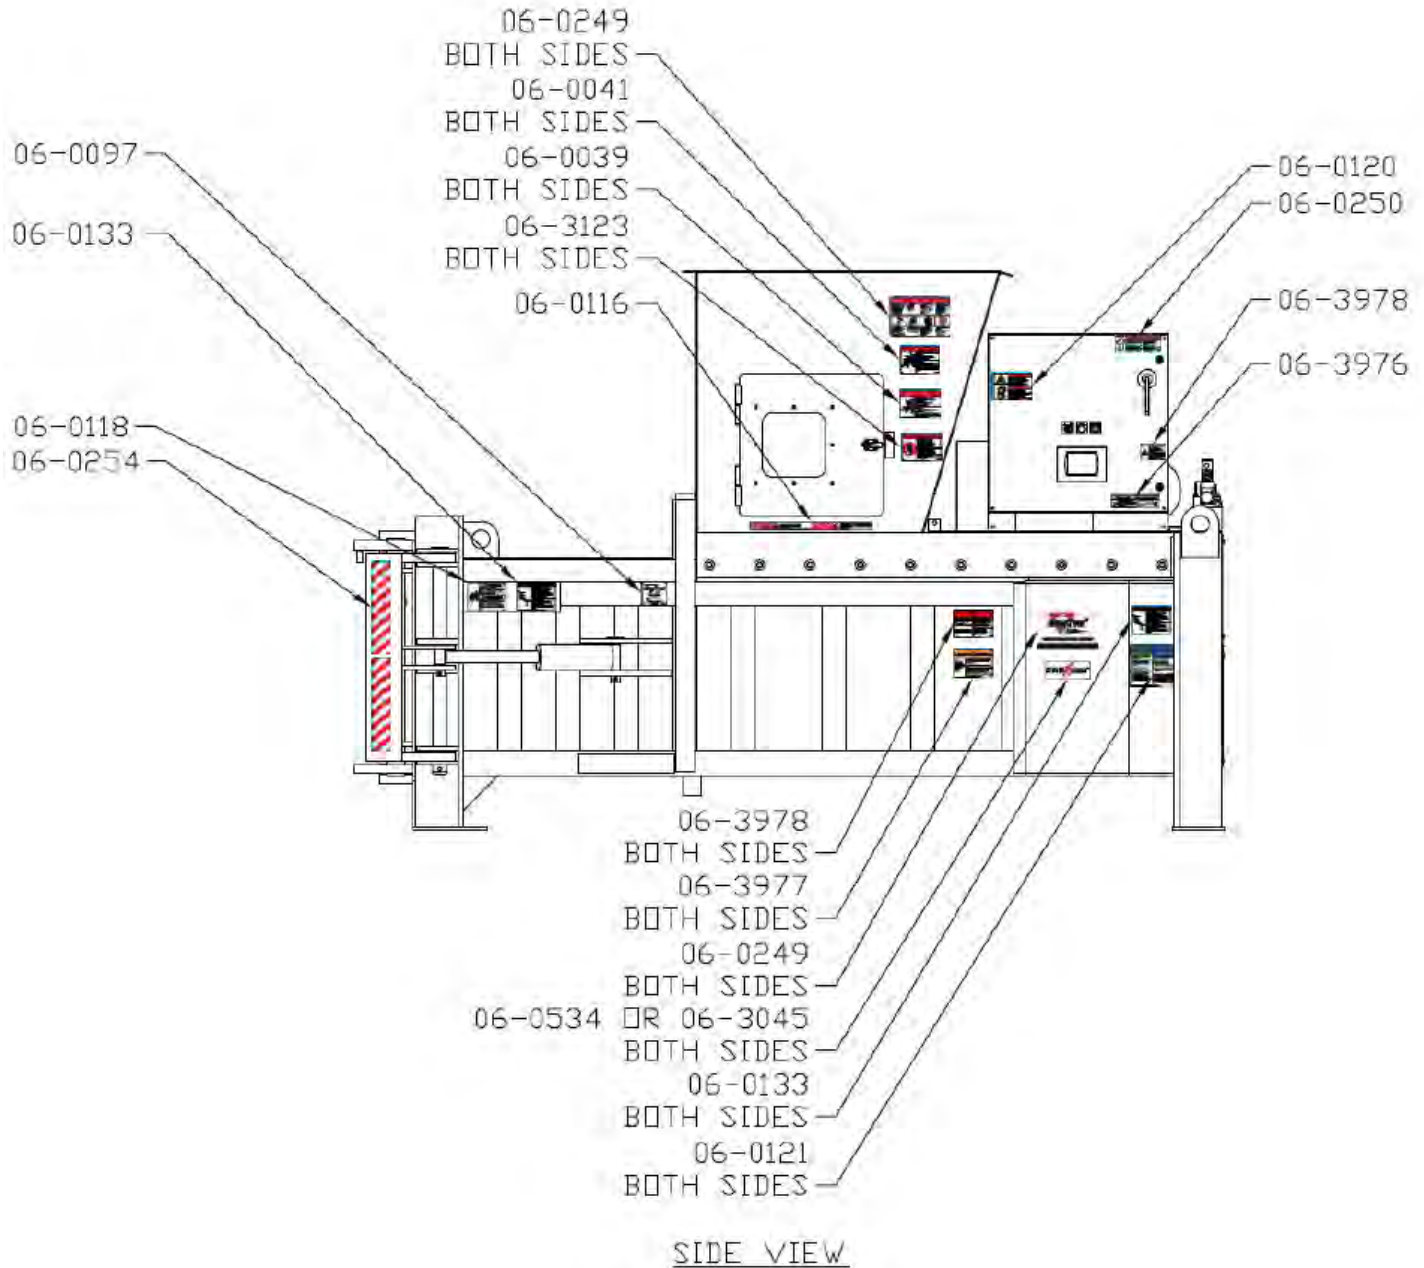 06-0249
BOTH SIDES
06-0041
BOTH SIDES
06-0039
BOTH SIDES
06-3123
BOTH SIDES
06-0116
06-0097
06-0133
06-0118
06-0254
06-0120
06-0250
06-3978
06-3976
06-3978
BOTH SIDES
06-3977
BOTH SIDES
06-0249
BOTH SIDES
06-0534 OR 06-3045
BOTH SIDES
06-0133
BOTH SIDES
06-0121
BOTH SIDES
SIDE VIEW